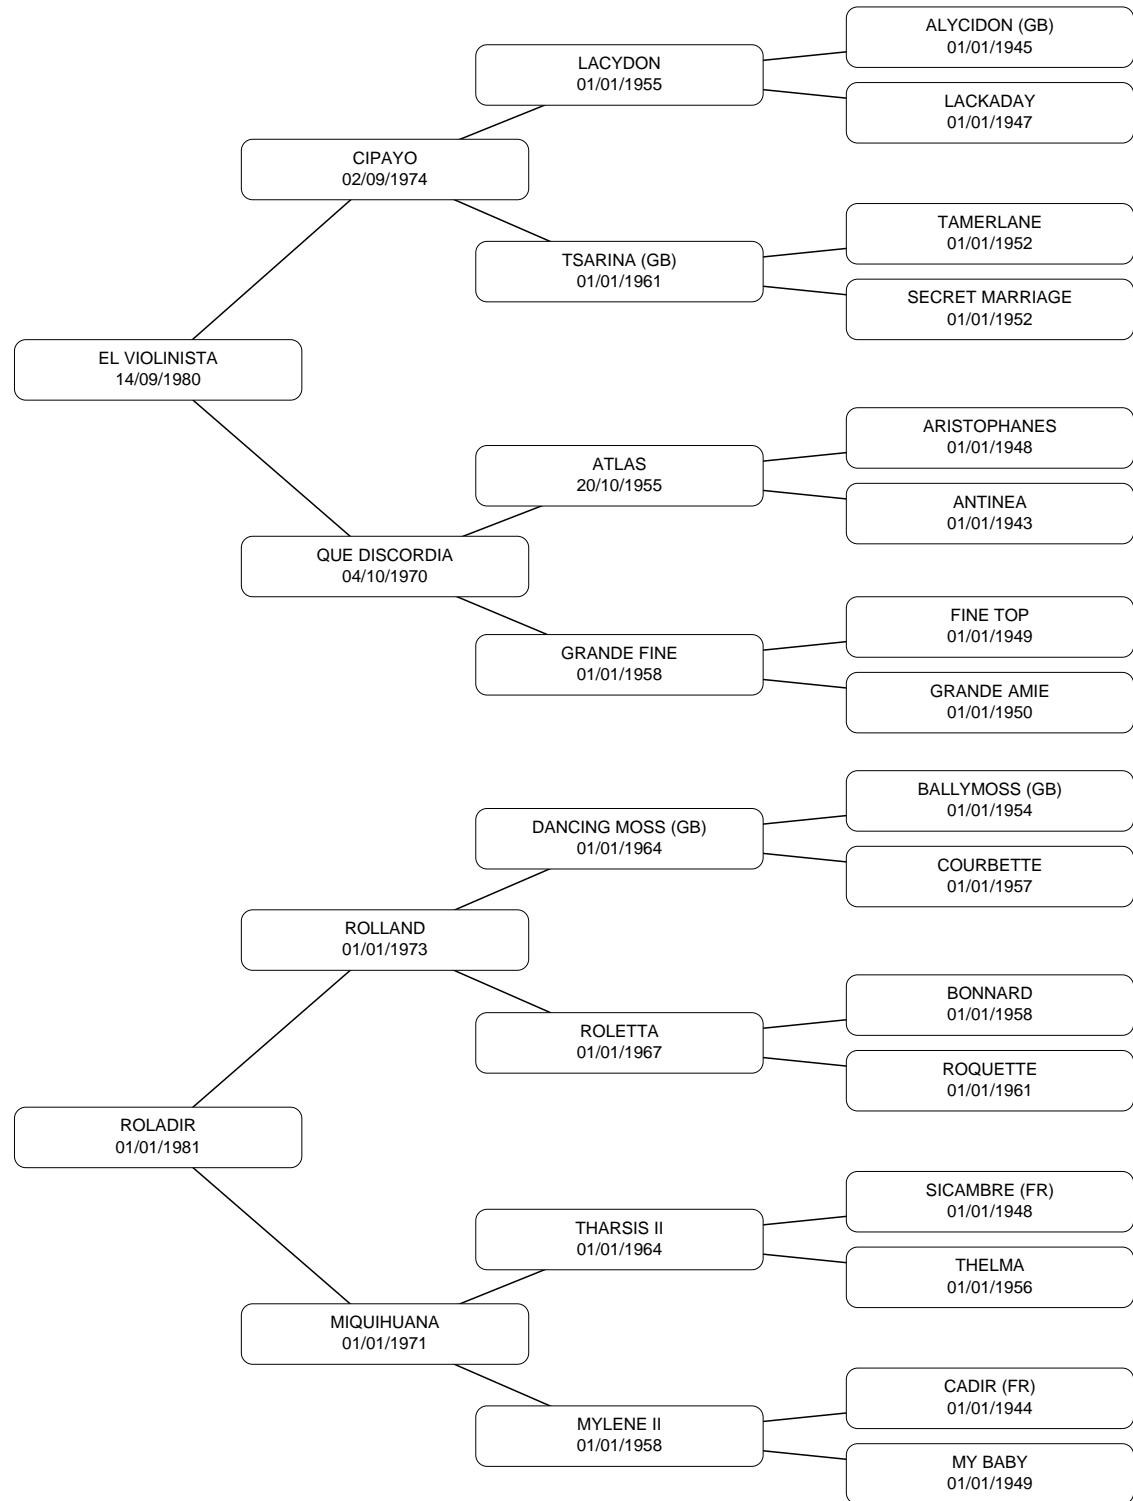 ALYCIDON (GB)
01/01/1945
LACYDON
01/01/1955
LACKADAY
01/01/1947
CIPAYO
02/09/1974
TAMERLANE
01/01/1952
TSARINA (GB)
01/01/1961
SECRET MARRIAGE
01/01/1952
EL VIOLINISTA
14/09/1980
ARISTOPHANES
01/01/1948
ATLAS
20/10/1955
ANTINEA
01/01/1943
QUE DISCORDIA
04/10/1970
FINE TOP
01/01/1949
GRANDE FINE
01/01/1958
GRANDE AMIE
01/01/1950
BALLYMOSS (GB)
01/01/1954
DANCING MOSS (GB)
01/01/1964
COURBETTE
01/01/1957
ROLLAND
01/01/1973
BONNARD
01/01/1958
ROLETTA
01/01/1967
ROQUETTE
01/01/1961
ROLADIR
01/01/1981
SICAMBRE (FR)
01/01/1948
THARSIS II
01/01/1964
THELMA
01/01/1956
MIQUIHUANA
01/01/1971
CADIR (FR)
01/01/1944
MYLENE II
01/01/1958
MY BABY
01/01/1949